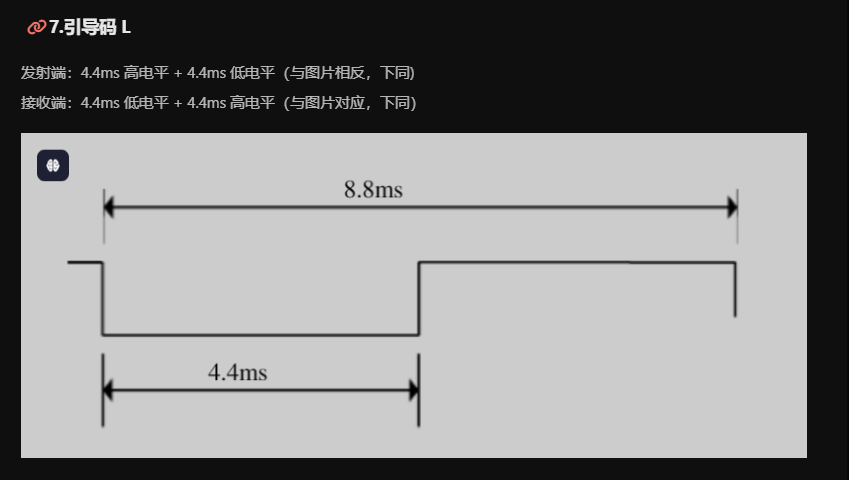 7.引导码 L
发射端：4.4ms 高电平 + 4.4ms 低电平（与图片相反，下同)
接收端：4.4ms 低电平 + 4.4ms 高电平（与图片对应，下同）
8.8ms
4.4ms